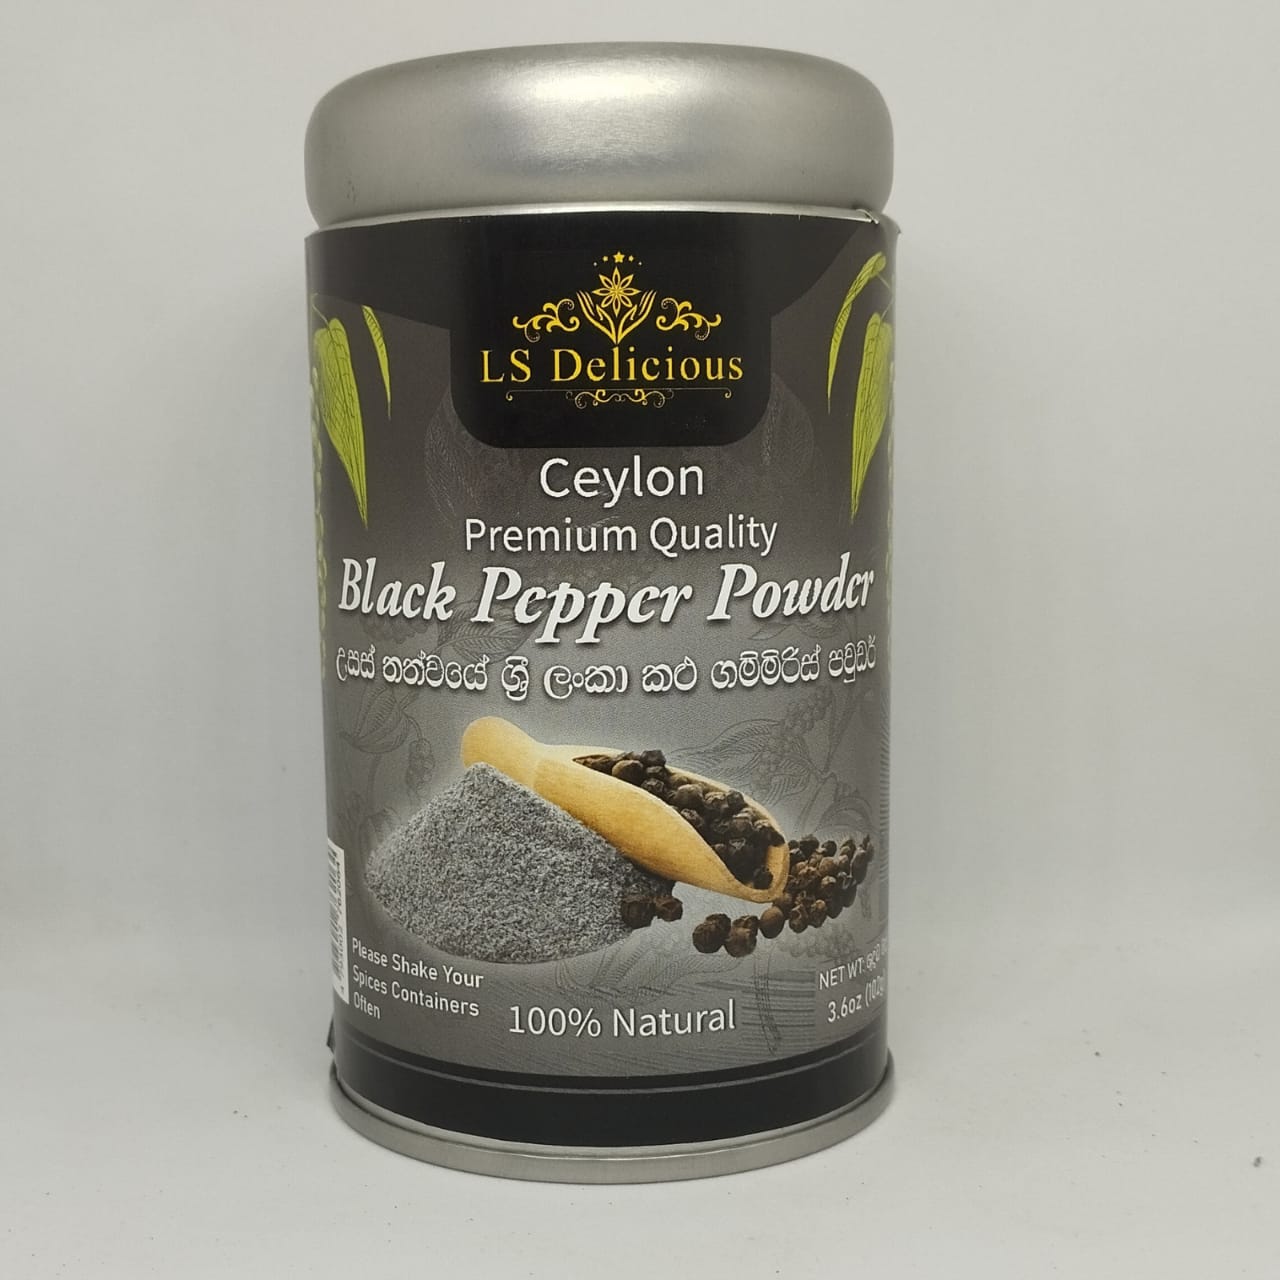 LS Delicious
Ceylon
Premium Quality
Black Pepper Powder
උසස් තත්වයේ ශ්‍රී ලංකා කළු ගම්මිරිස් පවුඩර්
Please Shake Your
Spices Containers
Often
100% Natural
NET WT:
3.6oz (102g